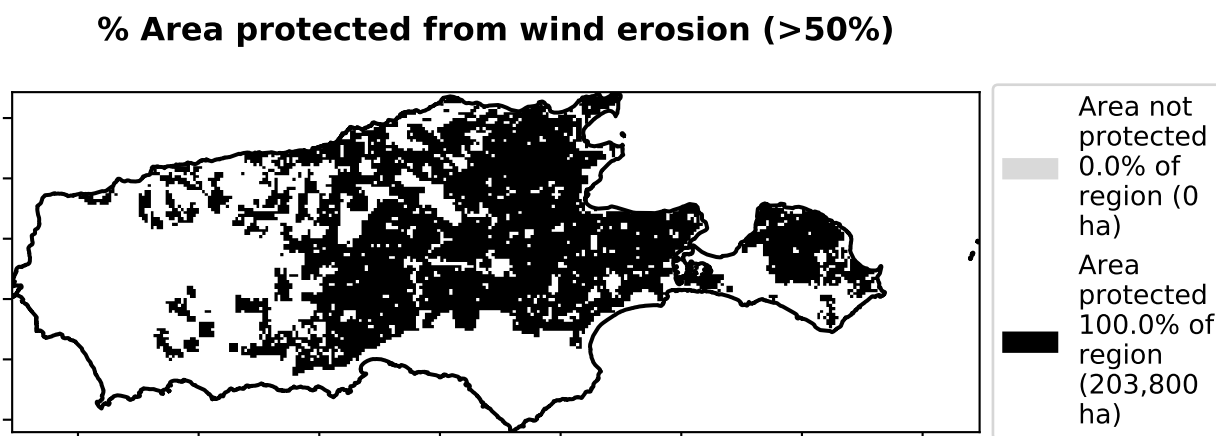 % Area protected from wind erosion (>50%)
Area not
protected
0.0% of
region (0
ha)
Area
protected
100.0% of
region
(203,800
ha)